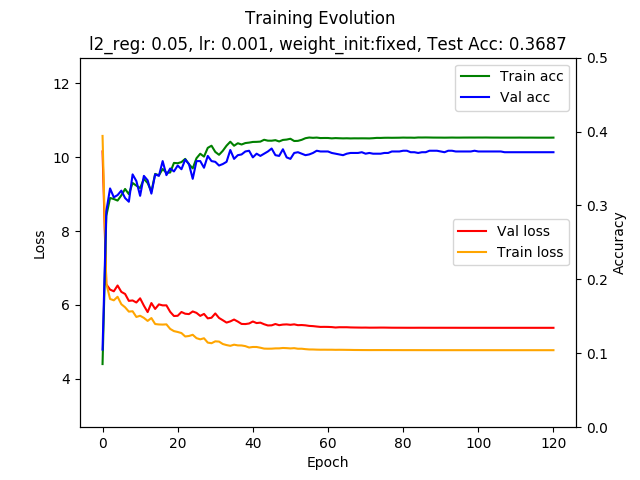 Training Evolution
l2_reg: 0.05, lr: 0.001, weight_init:fixed, Test Acc: 0.3687
Train acc
Val acc
Val loss
Train loss
Loss
12
10
8
6
4
0.5
0.4
0.3
0.2
0.1
0.0
Accuracy
0 20 40 60 80 100 120
Epoch